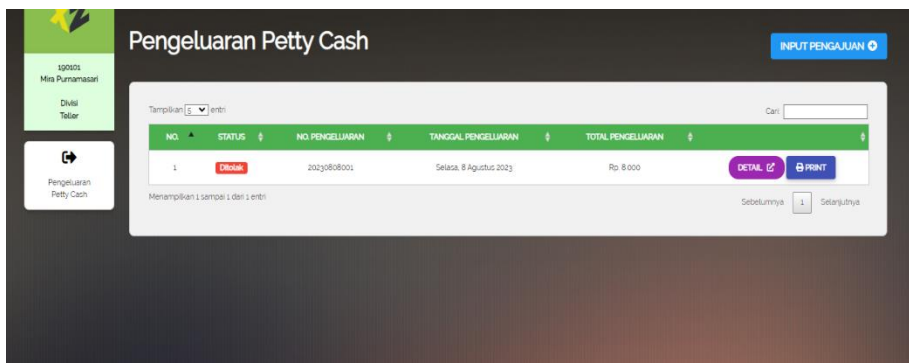 190101
Mira Purnamasari
Divisi
Teller
Pengeluaran
Petty Cash
Pengeluaran Petty Cash
INPUT PENGAJUAN
Tampilkan 5 entri
Cari:
NO. STATUS NO. PENGELUARAN TANGGAL PENGELUARAN TOTAL PENGELUARAN
1 Ditolak 20230808001 Selasa, 8 Agustus 2023 Rp. 8.000 DETAIL PRINT
Menampilkan 1 sampai 1 dari 1 entri
Sebelumnya 1 Selanjutnya